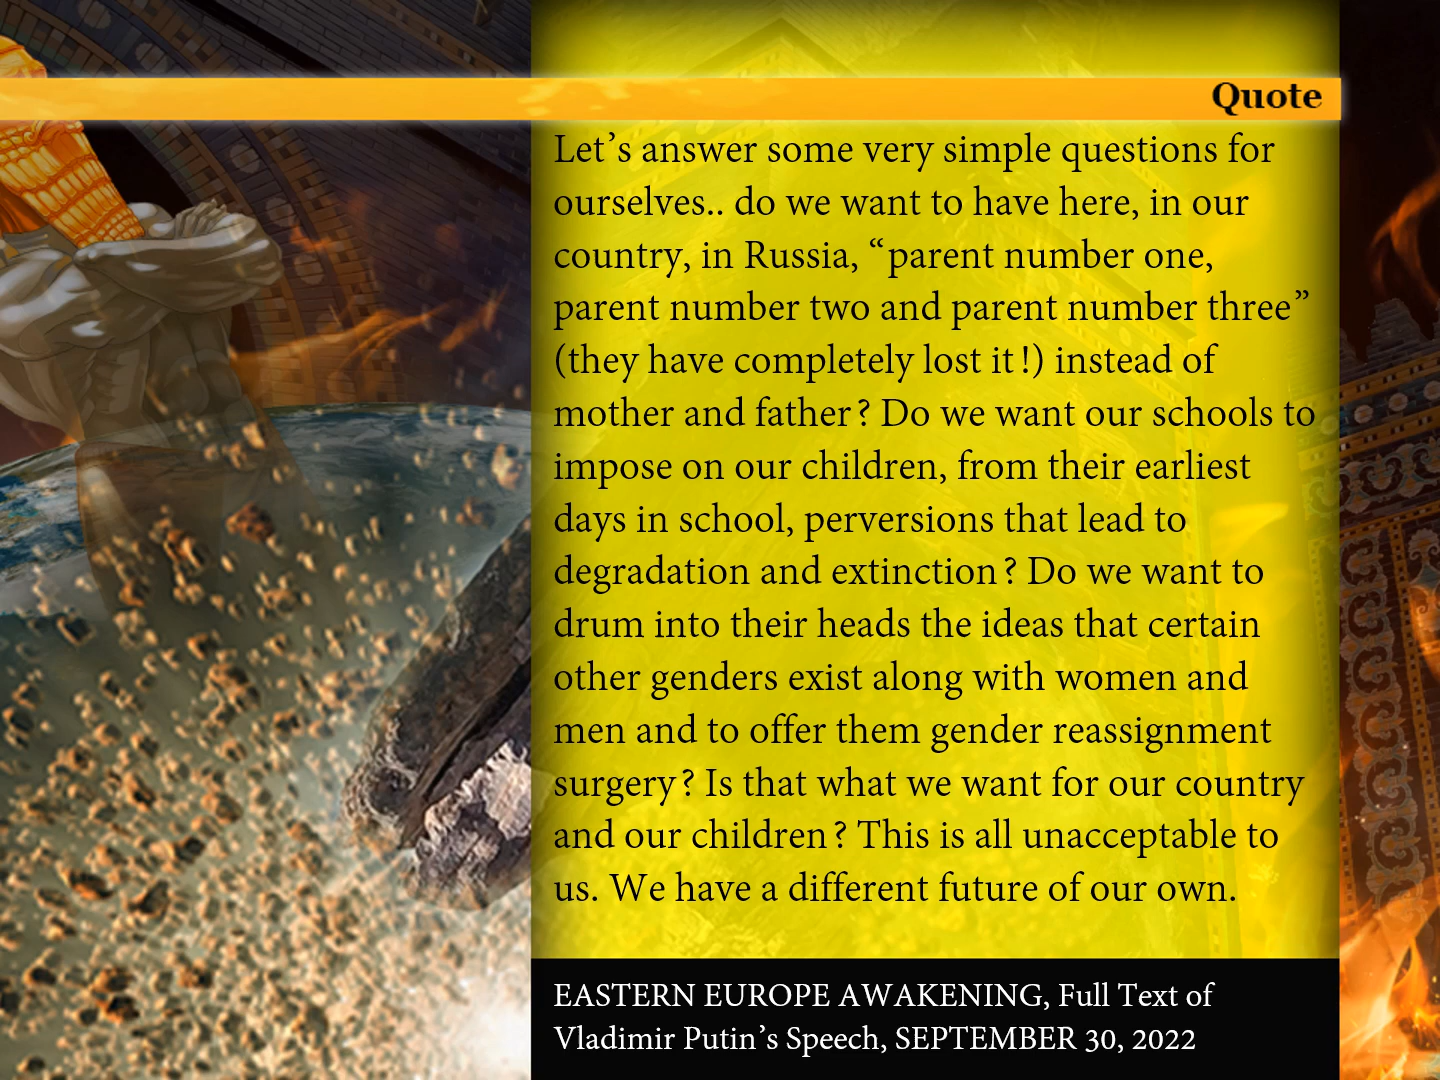 Quote
Let’s answer some very simple questions for
ourselves.. do we want to have here, in our
country, in Russia, “parent number one,
parent number two and parent number three”
(they have completely lost it!) instead of
mother and father? Do we want our schools to
impose on our children, from their earliest
days in school, perversions that lead to
degradation and extinction? Do we want to
drum into their heads the ideas that certain
other genders exist along with women and
men and to offer them gender reassignment
surgery? Is that what we want for our country
and our children? This is all unacceptable to
us. We have a different future of our own.
EASTERN EUROPE AWAKENING, Full Text of
Vladimir Putin’s Speech, SEPTEMBER 30, 2022